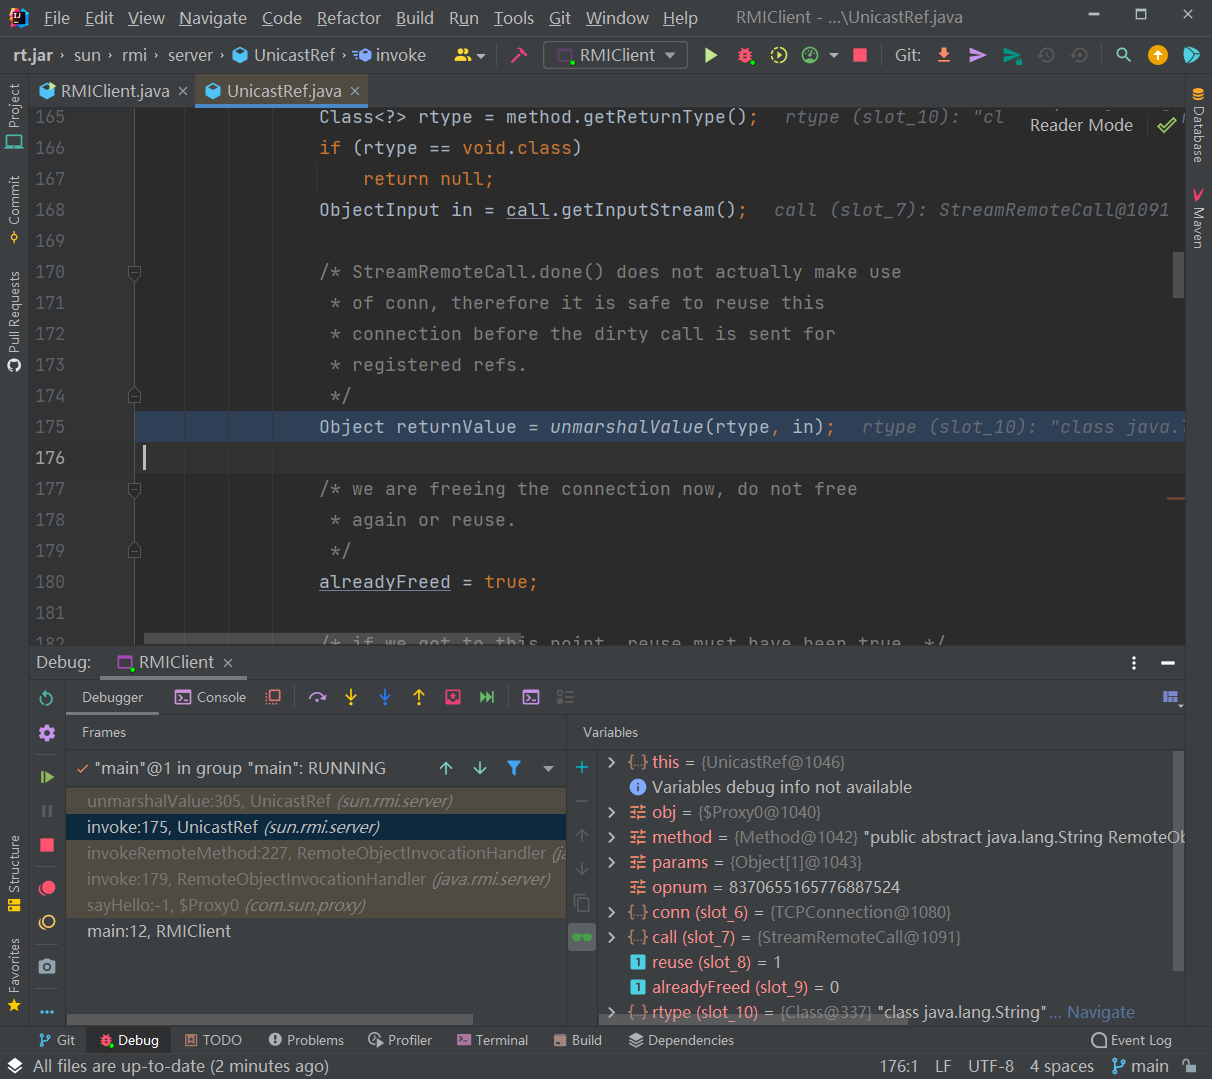 File Edit View Navigate Code Refactor Build Run Tools Git Window Help RMIClient - ...\UnicastRef.java
rt.jar › sun › rmi › server › UnicastRef › invoke RMIClient Git:
RMIClient.java × UnicastRef.java ×
Reader Mode
165 Class<?> rtype = method.getReturnType(); rtype (slot_10): "cl
166 if (rtype == void.class)
167 return null;
168 ObjectInput in = call.getInputStream(); call (slot_7): StreamRemoteCall@1091
169
170 /* StreamRemoteCall.done() does not actually make use
171 * of conn, therefore it is safe to reuse this
172 * connection before the dirty call is sent for
173 * registered refs.
174 */
175 Object returnValue = unmarshalValue(rtype, in); rtype (slot_10): "class java.
176
177 /* we are freeing the connection now, do not free
178 * again or reuse.
179 */
180 alreadyFreed = true;
181
182 /* if we got to this point, reuse must have been true. */
Project
Commit
Pull Requests
Structure
Favorites
Database
Maven
Debug: RMIClient ×
Debugger Console
Frames
"main"@1 in group "main": RUNNING
unmarshalValue:305, UnicastRef (sun.rmi.server)
invoke:175, UnicastRef (sun.rmi.server)
invokeRemoteMethod:227, RemoteObjectInvocationHandler (ja
invoke:179, RemoteObjectInvocationHandler (java.rmi.server)
sayHello:-1, $Proxy0 (com.sun.proxy)
main:12, RMIClient
Variables
this = {UnicastRef@1046}
Variables debug info not available
obj = {$Proxy0@1040}
method = {Method@1042} "public abstract java.lang.String RemoteOb
params = {Object[1]@1043}
opnum = 8370655165776887524
conn (slot_6) = {TCPConnection@1080}
call (slot_7) = {StreamRemoteCall@1091}
reuse (slot_8) = 1
alreadyFreed (slot_9) = 0
rtype (slot_10) = {Class@337} "class java.lang.String"... Navigate
Git Debug TODO Problems Profiler Terminal Build Dependencies Event Log
All files are up-to-date (2 minutes ago) 176:1 LF UTF-8 4 spaces main